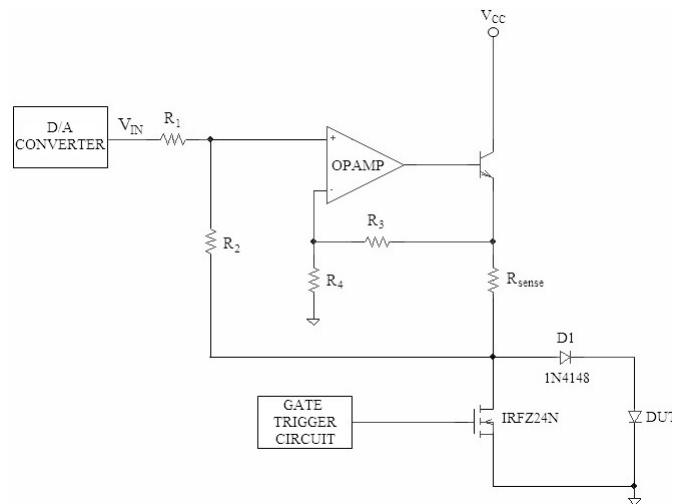 V_CC
D/A
CONVERTER
V_IN
R_1
+
OPAMP
-
R_3
R_2
R_4
R_sense
D1
1N4148
GATE
TRIGGER
CIRCUIT
IRFZ24N
DUT